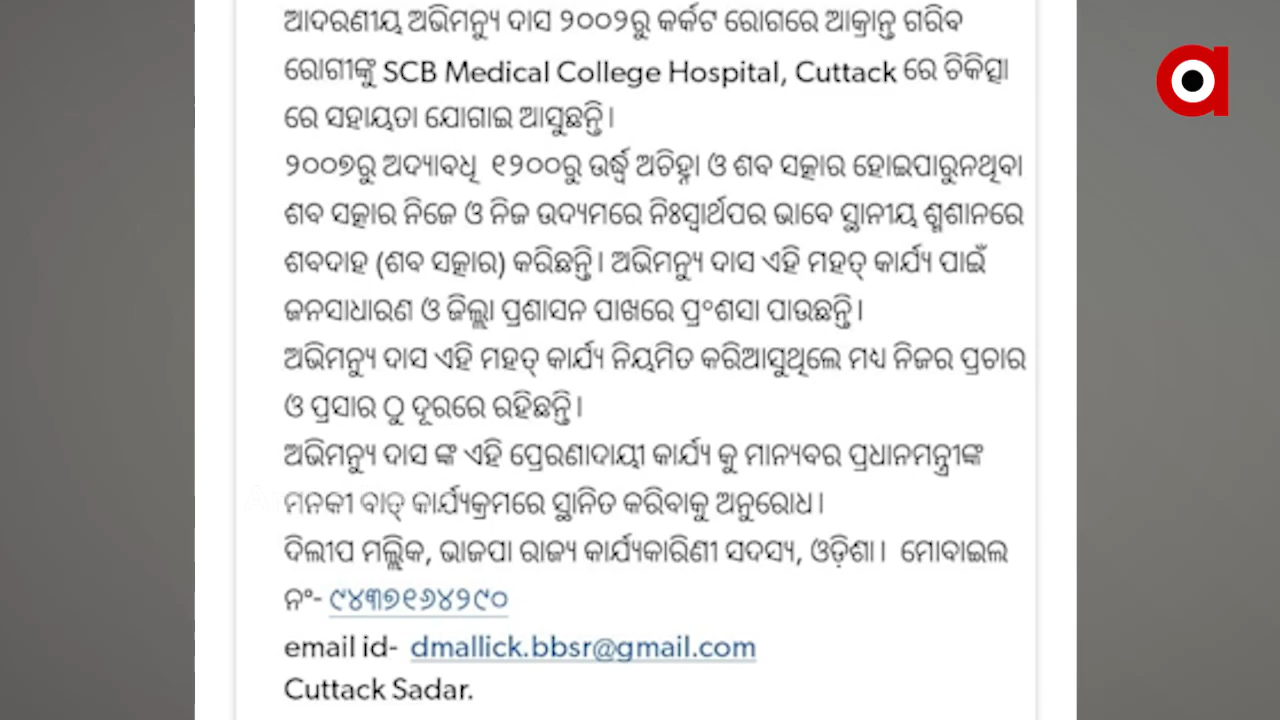 ଆଦରଣୀୟ ଅଭିମନ୍ୟୁ ଦାସ ୨୦୦୨ରୁ କର୍କଟ ରୋଗରେ ଆକ୍ରାନ୍ତ ଗରିବ
ରୋଗୀଙ୍କୁ SCB Medical College Hospital, Cuttack ରେ ଚିକିତ୍ସା
ରେ ସହାୟତା ଯୋଗାଇ ଆସୁଛନ୍ତି।
୨୦୦୭ରୁ ଅଦ୍ୟାବଧି ୧୨୦୦ରୁ ଉର୍ଦ୍ଧ୍ୱ ଅଚିହ୍ନା ଓ ଶବ ସତ୍କାର ହୋଇପାରୁନଥିବା
ଶବ ସତ୍କାର ନିଜେ ଓ ନିଜ ଉଦ୍ୟମରେ ନିଃସ୍ୱାର୍ଥପର ଭାବେ ସ୍ଥାନୀୟ ଶ୍ମଶାନରେ
ଶବଦାହ (ଶବ ସତ୍କାର) କରିଛନ୍ତି। ଅଭିମନ୍ୟୁ ଦାସ ଏହି ମହତ୍ କାର୍ଯ୍ୟ ପାଇଁ
ଜନସାଧାରଣ ଓ ଜିଲ୍ଲା ପ୍ରଶାସନ ପାଖରେ ପ୍ରଂଶସା ପାଉଛନ୍ତି।
ଅଭିମନ୍ୟୁ ଦାସ ଏହି ମହତ୍ କାର୍ଯ୍ୟ ନିୟମିତ କରିଆସୁଥିଲେ ମଧ୍ୟ ନିଜର ପ୍ରଚାର
ଓ ପ୍ରସାର ଠୁ ଦୂରରେ ରହିଛନ୍ତି।
ଅଭିମନ୍ୟୁ ଦାସ ଙ୍କ ଏହି ପ୍ରେରଣାଦାୟୀ କାର୍ଯ୍ୟ କୁ ମାନ୍ୟବର ପ୍ରଧାନମନ୍ତ୍ରୀଙ୍କ
ମନକୀ ବାତ୍ କାର୍ଯ୍ୟକ୍ରମରେ ସ୍ଥାନିତ କରିବାକୁ ଅନୁରୋଧ।
ଦିଲୀପ ମଲ୍ଲିକ, ଭାଜପା ରାଜ୍ୟ କାର୍ଯ୍ୟକାରିଣୀ ସଦସ୍ୟ, ଓଡ଼ିଶା। ମୋବାଇଲ
ନଂ- ୯୪୩୭୧୬୪୨୯୦
email id- dmallick.bbsr@gmail.com
Cuttack Sadar.